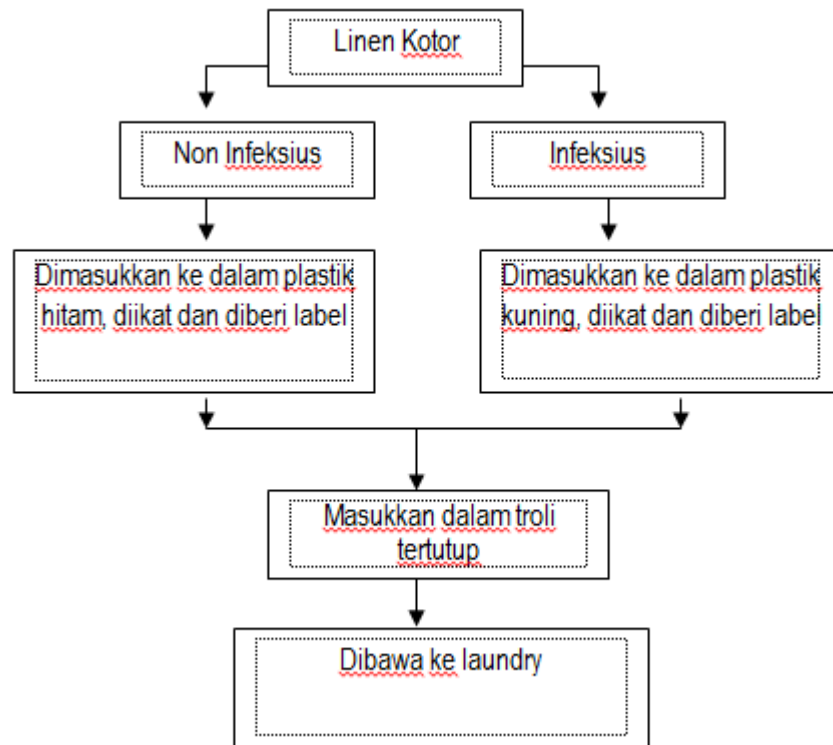 Linen Kotor
Non Infeksius
Infeksius
Dimasukkan ke dalam plastik
hitam, diikat dan diberi label
Dimasukkan ke dalam plastik
kuning, diikat dan diberi label
Masukkan dalam troli
tertutup
Dibawa ke laundry